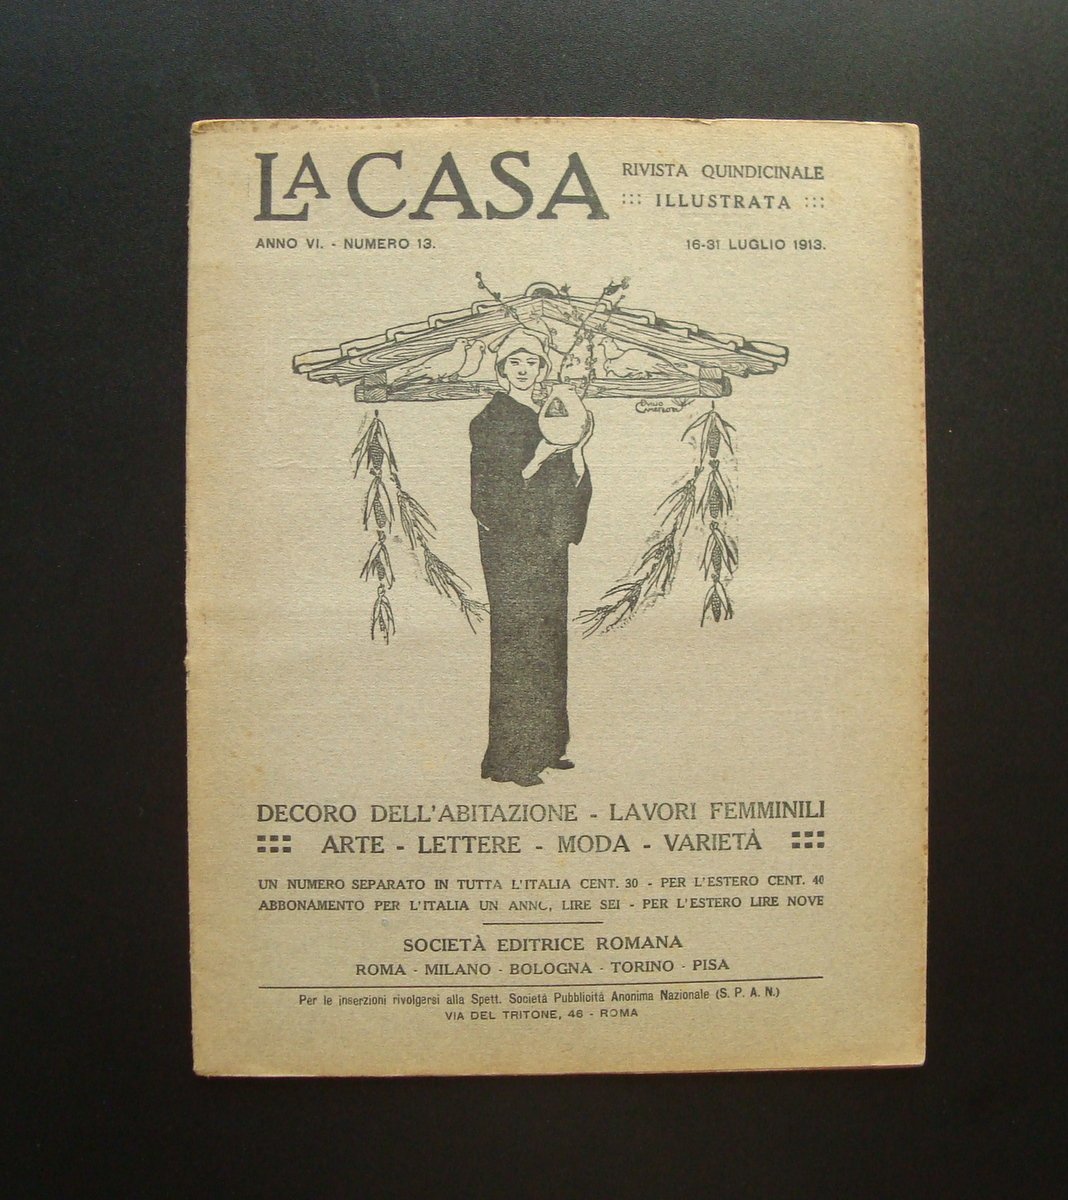 LA CASA
RIVISTA QUINDICINALE
::: ILLUSTRATA :::
ANNO VI. - NUMERO 13.
16-31 LUGLIO 1913.
DECORO DELL'ABITAZIONE - LAVORI FEMMINILI
ARTE - LETTERE - MODA - VARIETÀ
UN NUMERO SEPARATO IN TUTTA L'ITALIA CENT. 30 - PER L'ESTERO CENT. 40
ABBONAMENTO PER L'ITALIA UN ANNO, LIRE SEI - PER L'ESTERO LIRE NOVE
SOCIETÀ EDITRICE ROMANA
ROMA - MILANO - BOLOGNA - TORINO - PISA
Per le inserzioni rivolgersi alla Spett. Società Pubblicità Anonima Nazionale (S. P. A. N.)
VIA DEL TRITONE, 46 - ROMA